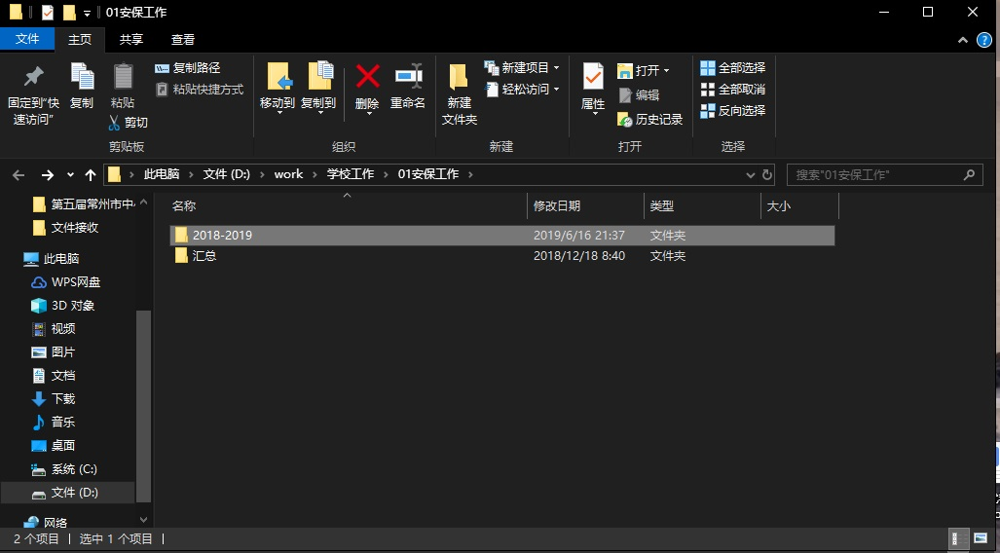 01安保工作
文件 主页 共享 查看
固定到"快速访问"
复制
粘贴
复制路径
粘贴快捷方式
剪切
剪贴板
移动到 复制到
删除 重命名
组织
新建文件夹
新建项目
轻松访问
新建
属性
打开
编辑
历史记录
打开
全部选择
全部取消
反向选择
选择
此电脑 文件 (D:) work 学校工作 01安保工作
搜索"01安保工作"
第五届常州市中
文件接收
此电脑
WPS网盘
3D 对象
视频
图片
文档
下载
音乐
桌面
系统 (C:)
文件 (D:)
网络
名称 修改日期 类型 大小
2018-2019 2019/6/16 21:37 文件夹
汇总 2018/12/18 8:40 文件夹
2 个项目 选中 1 个项目